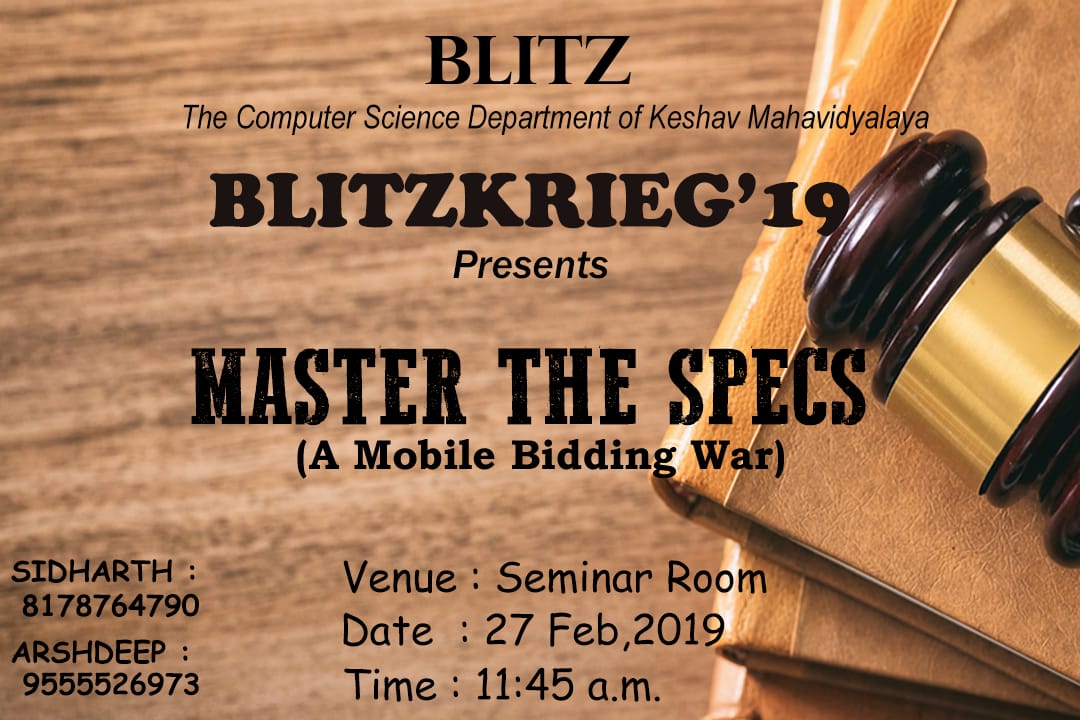 BLITZ
The Computer Science Department of Keshav Mahavidyalaya
BLITZKRIEG'19
Presents
MASTER THE SPECS
(A Mobile Bidding War)
SIDHARTH :
8178764790
ARSHDEEP :
9555526973
Venue : Seminar Room
Date : 27 Feb,2019
Time : 11:45 a.m.